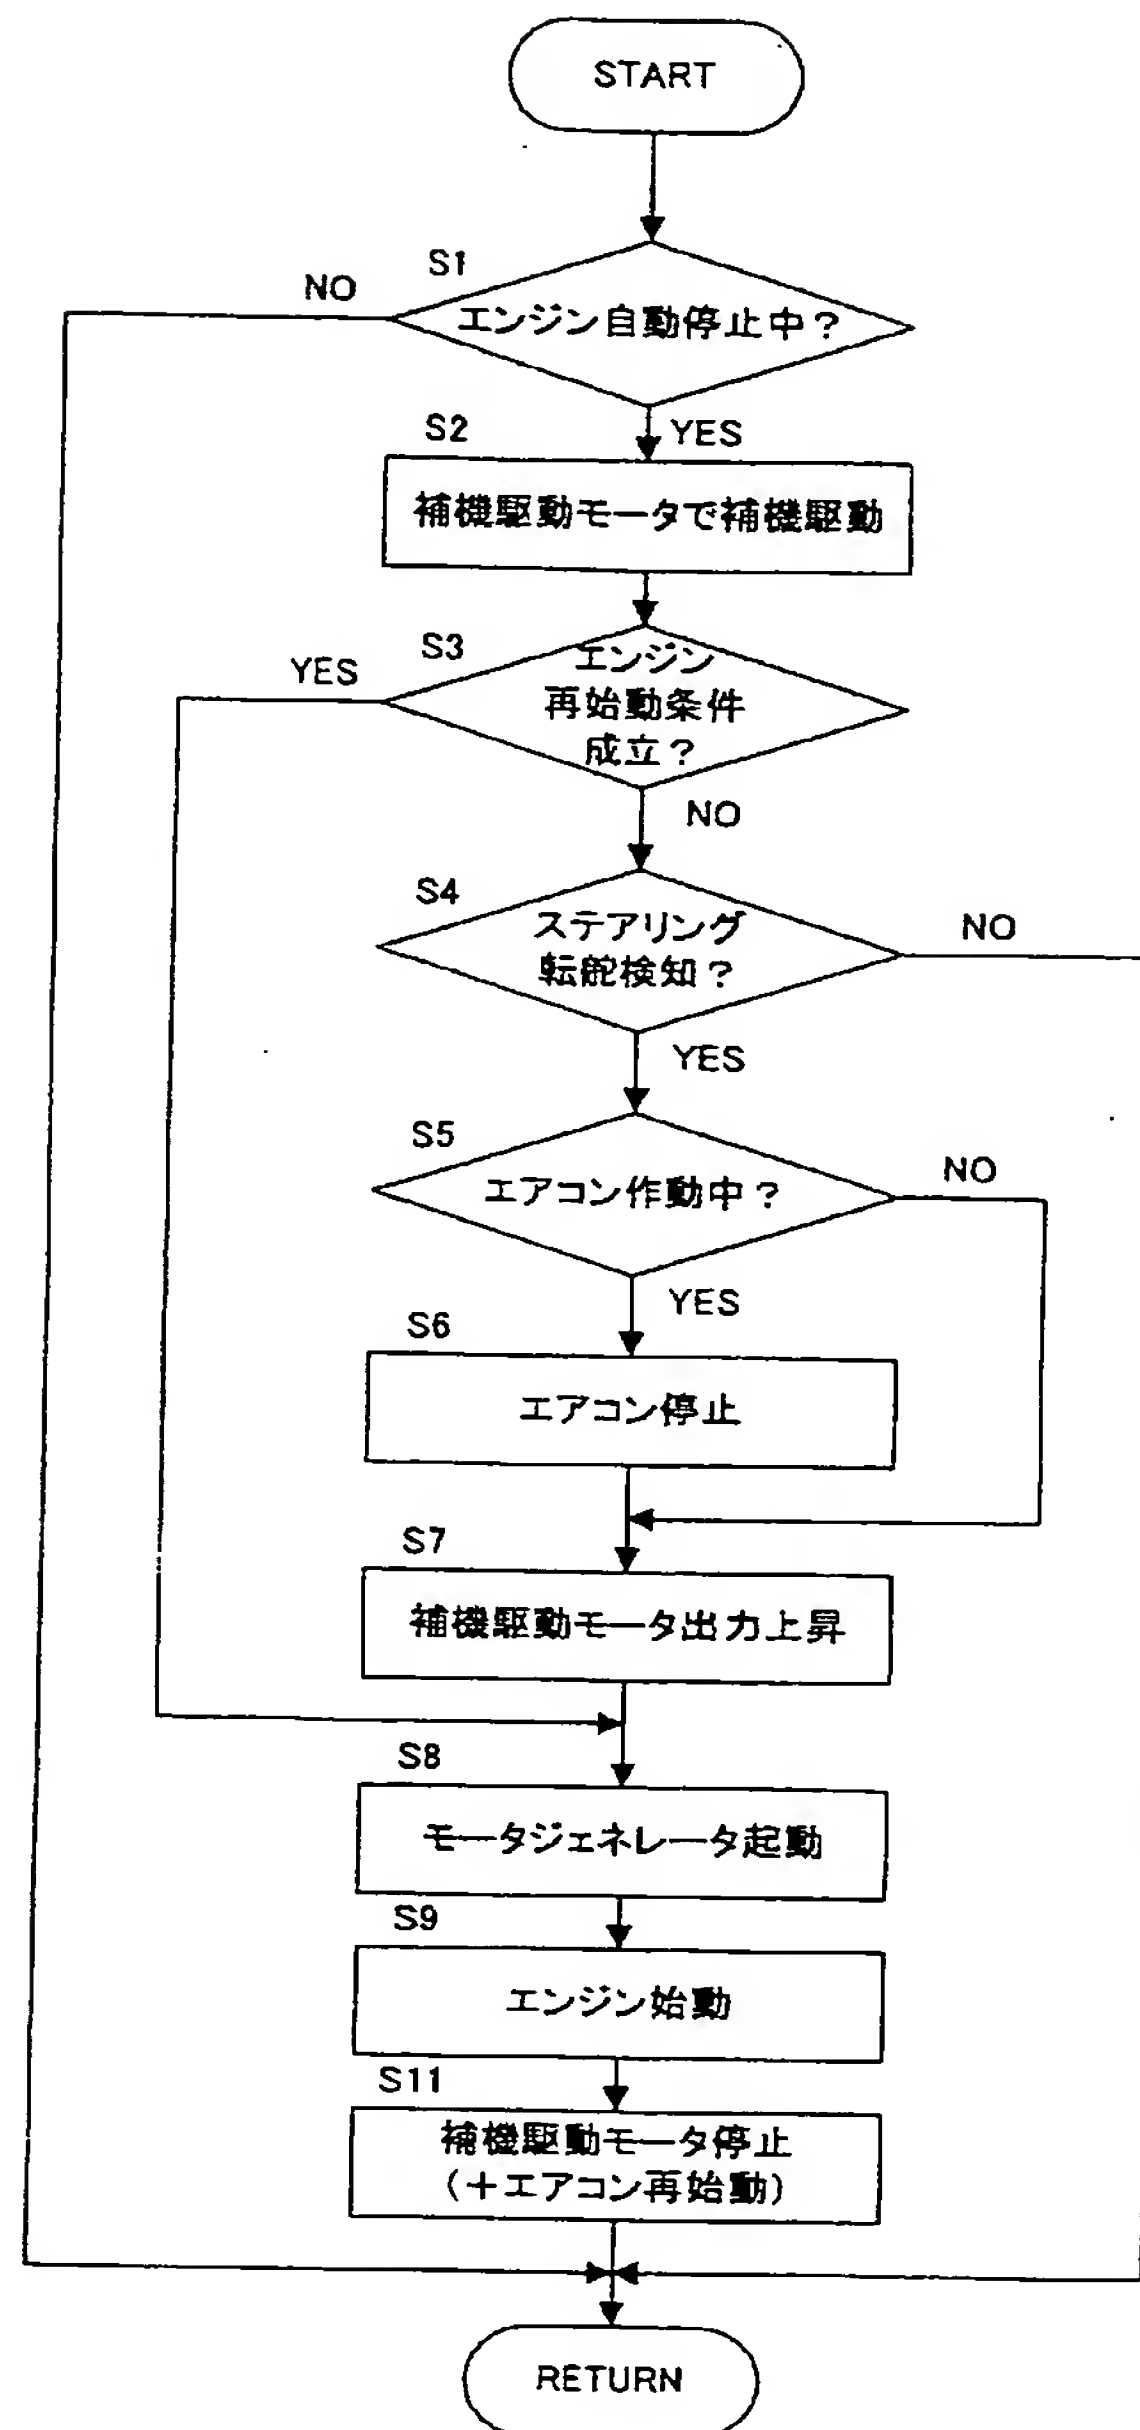 START
S1
NO
エンジン自動停止中？
YES
S2
補機駆動モータで補機駆動
S3
YES
エンジン
再始動条件
成立？
NO
S4
ステアリング
転舵検知？
NO
YES
S5
エアコン作動中？
NO
YES
S6
エアコン停止
S7
補機駆動モータ出力上昇
S8
モータジェネレータ起動
S9
エンジン始動
S11
補機駆動モータ停止
（＋エアコン再始動）
RETURN